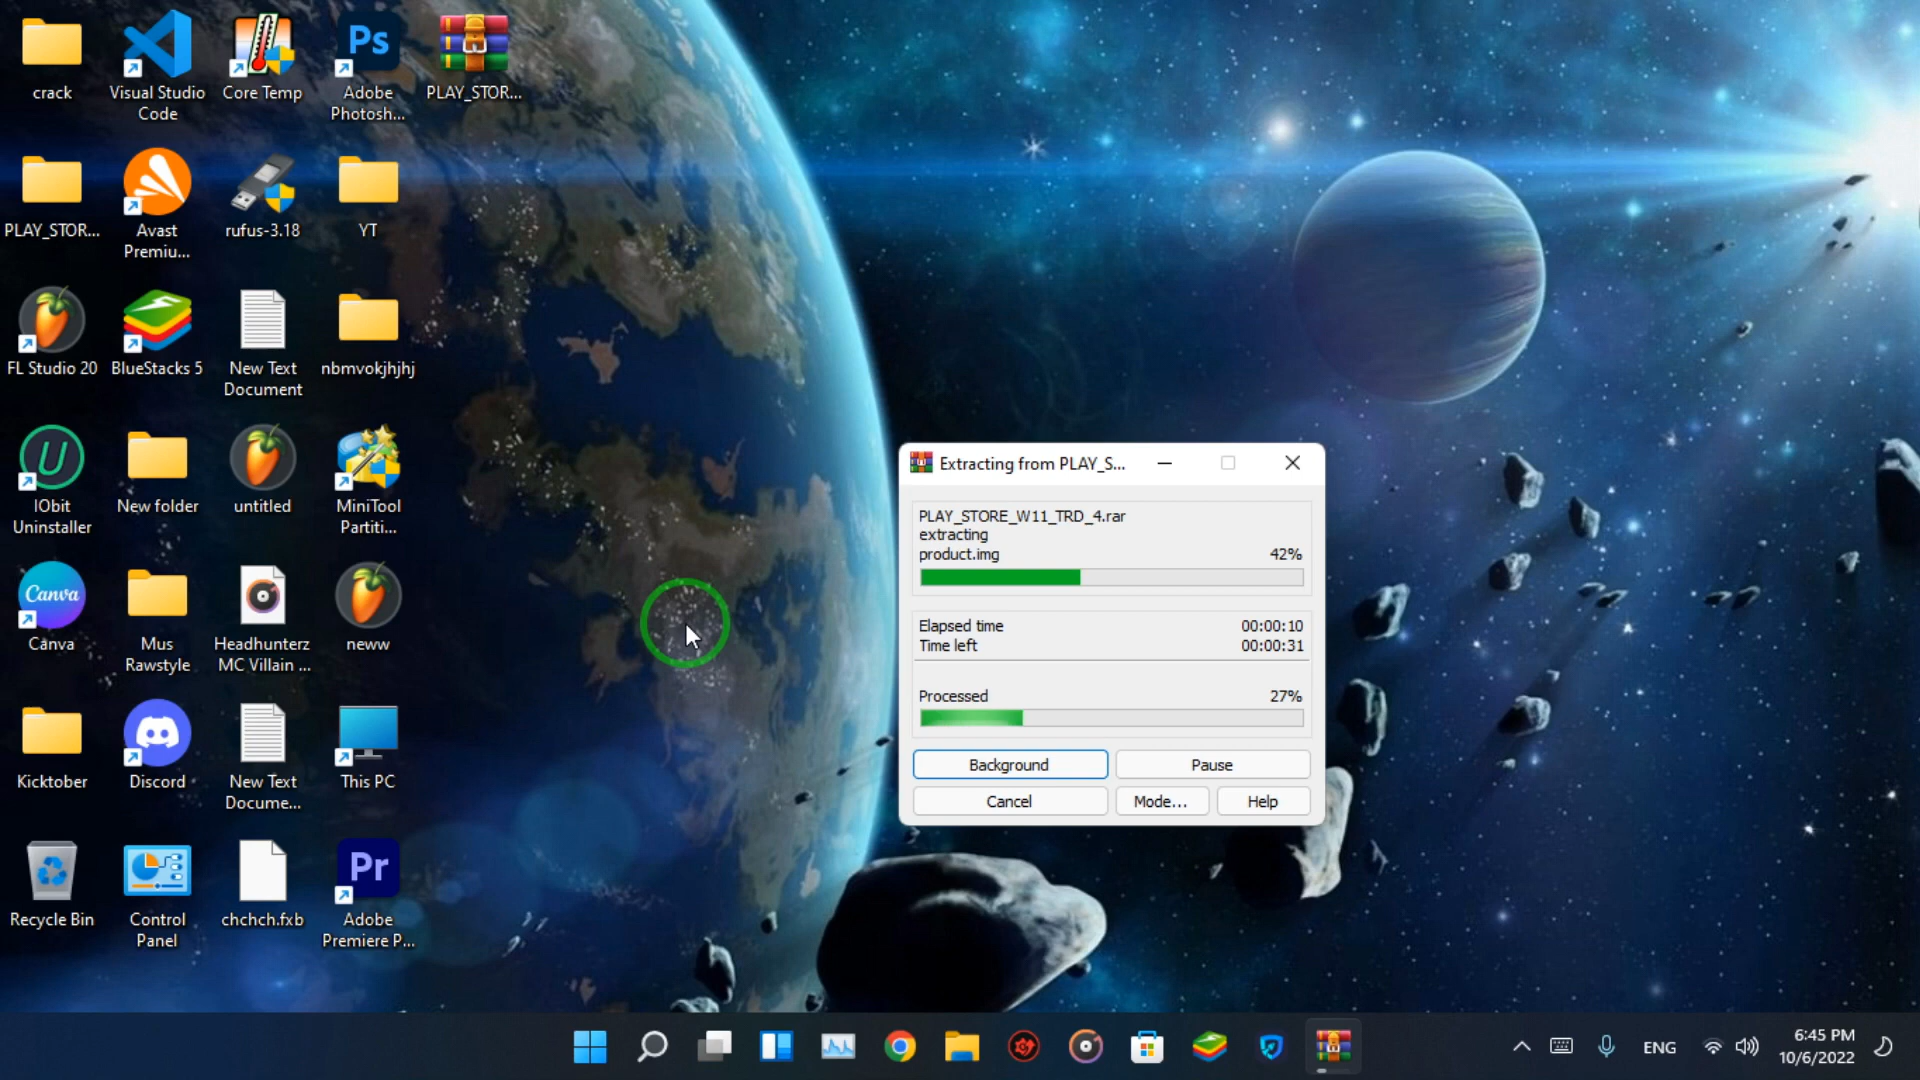 crack
Visual Studio
Code
Core Temp
Ps
Adobe
Photosh...
PLAY_STOR...
PLAY_STOR...
Avast
Premiu...
rufus-3.18
YT
FL Studio 20
BlueStacks 5
New Text
Document
nbmvokjhjhj
IObit
Uninstaller
New folder
untitled
MiniTool
Partiti...
Canva
Canva
Mus
Rawstyle
Headhunterz
MC Villain ...
neww
Kicktober
Discord
New Text
Docume...
This PC
Recycle Bin
Control
Panel
chchch.fxb
Pr
Adobe
Premiere P...
Extracting from PLAY_S...
PLAY_STORE_W11_TRD_4.rar
extracting
product.img 42%
Elapsed time 00:00:10
Time left 00:00:31
Processed 27%
Background Pause
Cancel Mode... Help
ENG
6:45 PM
10/6/2022